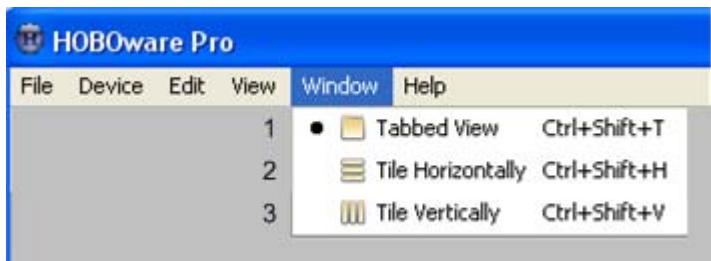 HOBOware Pro
File Device Edit View Window Help
1 Tabbed View Ctrl+Shift+T
2 Tile Horizontally Ctrl+Shift+H
3 Tile Vertically Ctrl+Shift+V